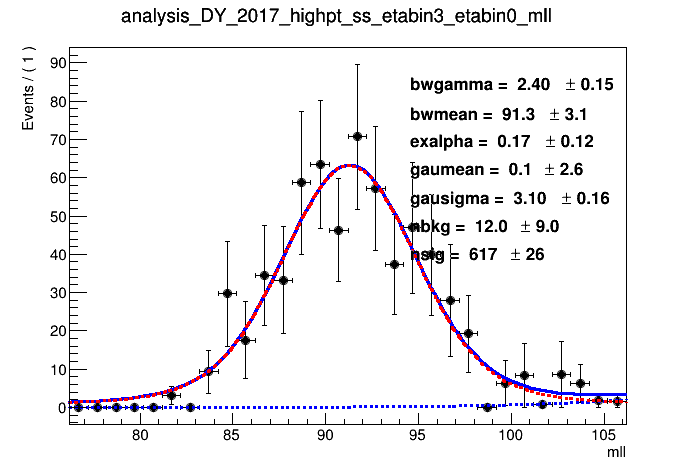 analysis_DY_2017_highpt_ss_etabin3_etabin0_mll
Events / ( 1 )
90
80
70
60
50
40
30
20
10
0
bwgamma = 2.40 ± 0.15
bwmean = 91.3 ± 3.1
exalpha = 0.17 ± 0.12
gaumean = 0.1 ± 2.6
gausigma = 3.10 ± 0.16
nbkg = 12.0 ± 9.0
nsig = 617 ± 26
80 85 90 95 100 105
mll